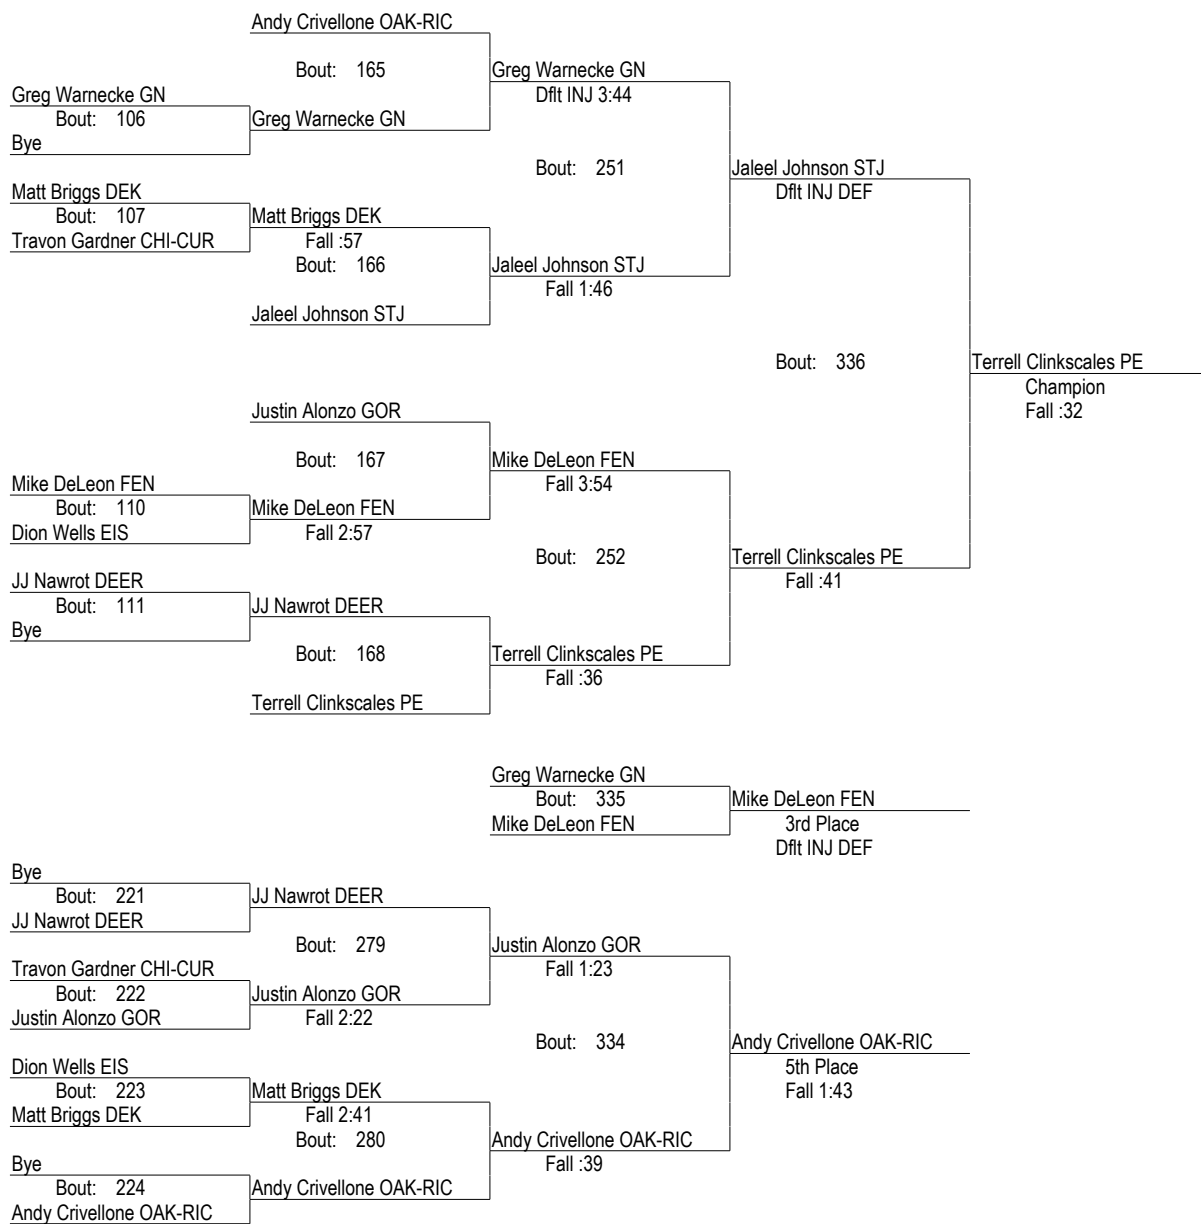 Andy Crivellone OAK-RIC
Bout: 165
Greg Warnecke GN
Greg Warnecke GN
Dflt INJ 3:44
Bout: 106
Greg Warnecke GN
Bye
Bout: 251
Jaleel Johnson STJ
Matt Briggs DEK
Dflt INJ DEF
Bout: 107
Matt Briggs DEK
Travon Gardner CHI-CUR
Fall :57
Bout: 166
Jaleel Johnson STJ
Fall 1:46
Jaleel Johnson STJ
Bout: 336
Terrell Clinkscales PE
Champion
Fall :32
Justin Alonzo GOR
Bout: 167
Mike DeLeon FEN
Mike DeLeon FEN
Fall 3:54
Bout: 110
Mike DeLeon FEN
Dion Wells EIS
Fall 2:57
Bout: 252
Terrell Clinkscales PE
JJ Nawrot DEER
Fall :41
Bout: 111
JJ Nawrot DEER
Bye
Bout: 168
Terrell Clinkscales PE
Fall :36
Terrell Clinkscales PE
Greg Warnecke GN
Bout: 335
Mike DeLeon FEN
Mike DeLeon FEN
3rd Place
Dflt INJ DEF
Bye
Bout: 221
JJ Nawrot DEER
JJ Nawrot DEER
Bout: 279
Justin Alonzo GOR
Travon Gardner CHI-CUR
Fall 1:23
Bout: 222
Justin Alonzo GOR
Justin Alonzo GOR
Fall 2:22
Bout: 334
Andy Crivellone OAK-RIC
Dion Wells EIS
5th Place
Bout: 223
Matt Briggs DEK
Fall 1:43
Matt Briggs DEK
Fall 2:41
Bout: 280
Andy Crivellone OAK-RIC
Bye
Fall :39
Bout: 224
Andy Crivellone OAK-RIC
Andy Crivellone OAK-RIC